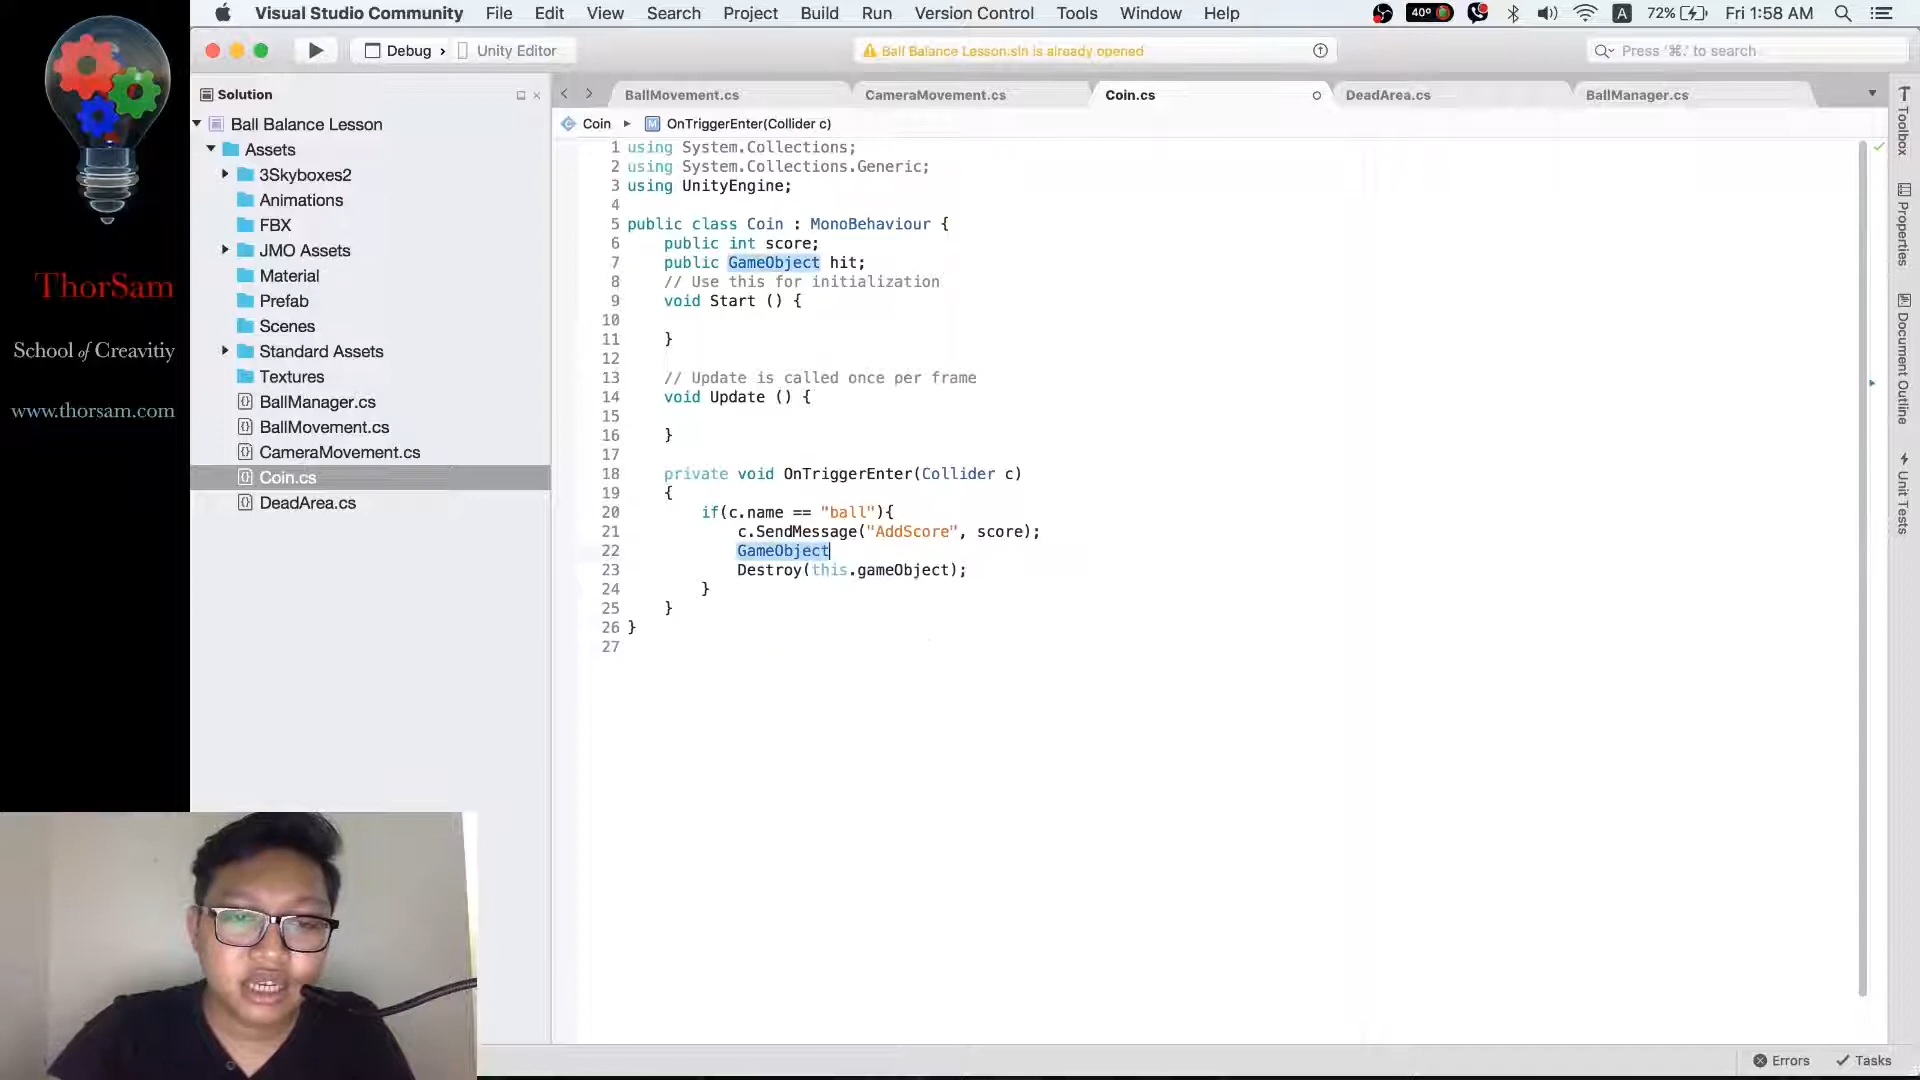 Visual Studio Community File Edit View Search Project Build Run Version Control Tools Window Help 40° A 72% Fri 1:58 AM
Debug › Unity Editor
Ball Balance Lesson.sln is already opened
Press '⌘.' to search
ThorSam
School of Creavitiy
www.thorsam.com
Solution
Ball Balance Lesson
Assets
3Skyboxes2
Animations
FBX
JMO Assets
Material
Prefab
Scenes
Standard Assets
Textures
BallManager.cs
BallMovement.cs
CameraMovement.cs
Coin.cs
DeadArea.cs
BallMovement.cs CameraMovement.cs Coin.cs DeadArea.cs BallManager.cs
Coin ▸ M OnTriggerEnter(Collider c)
1 using System.Collections;
2 using System.Collections.Generic;
3 using UnityEngine;
4
5 public class Coin : MonoBehaviour {
6 public int score;
7 public GameObject hit;
8 // Use this for initialization
9 void Start () {
10
11 }
12
13 // Update is called once per frame
14 void Update () {
15
16 }
17
18 private void OnTriggerEnter(Collider c)
19 {
20 if(c.name == "ball"){
21 c.SendMessage("AddScore", score);
22 GameObject
23 Destroy(this.gameObject);
24 }
25 }
26 }
27
Toolbox
Properties
Document Outline
Unit Tests
Errors Tasks